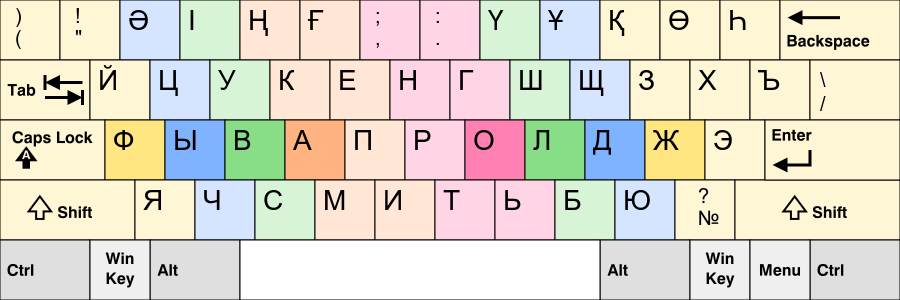 ) ! Ә І Ң Ғ ; : Ү Ұ Қ Ө Һ Backspace
( " , .
Tab Й Ц У К Е Н Г Ш Щ З Х Ъ \
/
Caps Lock Ф Ы В А П Р О Л Д Ж Э Enter
A
Shift Я Ч С М И Т Ь Б Ю ? Shift
№
Ctrl Win Key Alt Alt Win Key Menu Ctrl